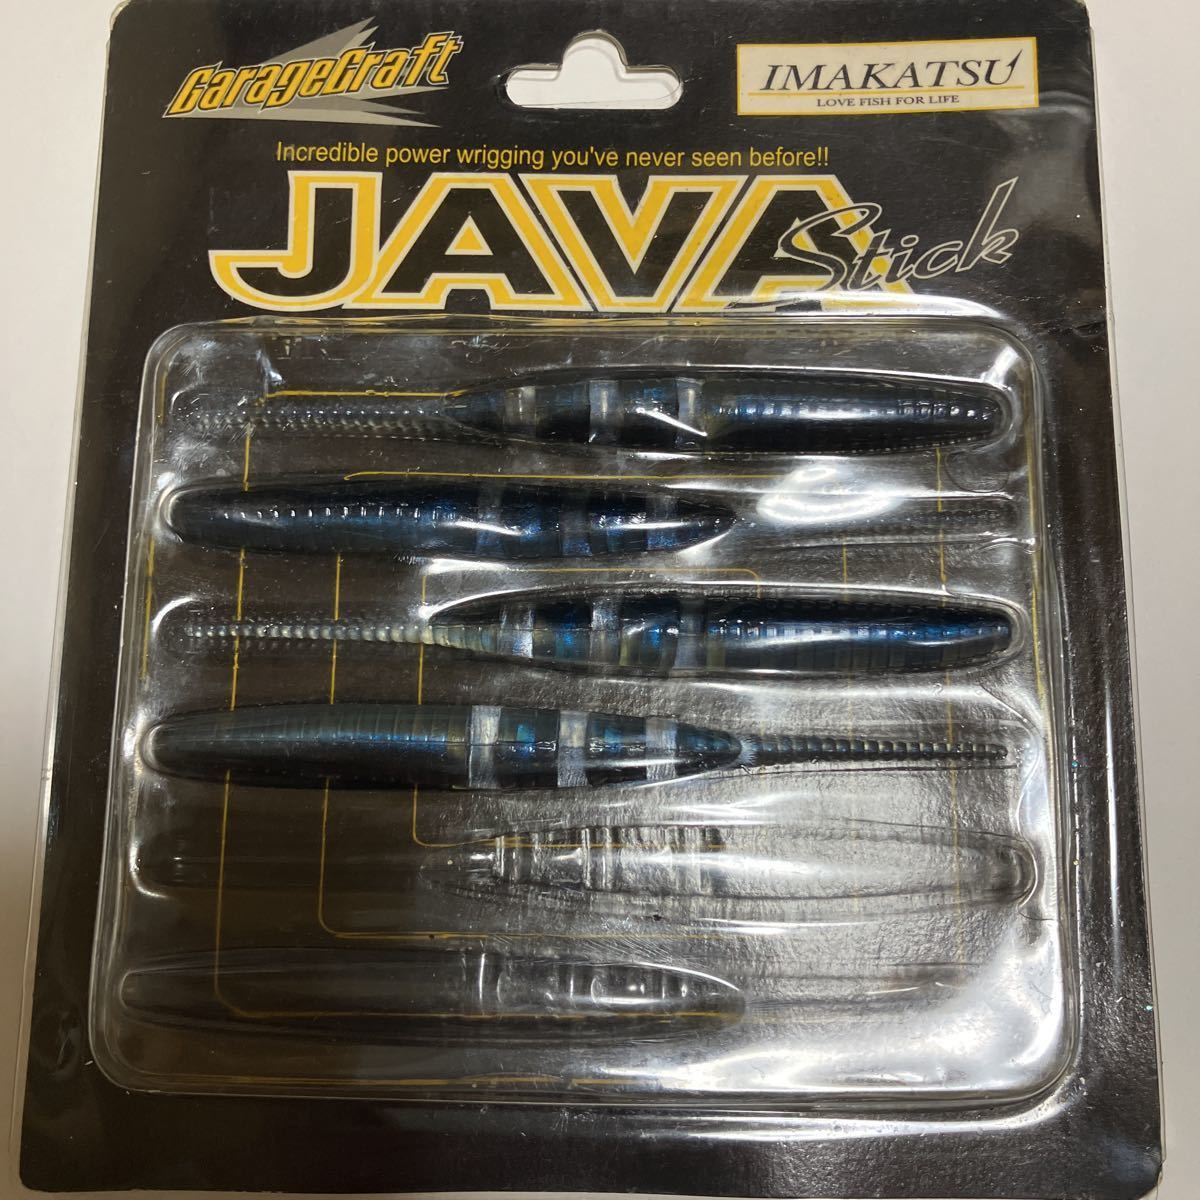 GarageCraft
IMAKATSU
LOVE FISH FOR LIFE
Incredible power wrigging you've never seen before!!
JAVA Stick